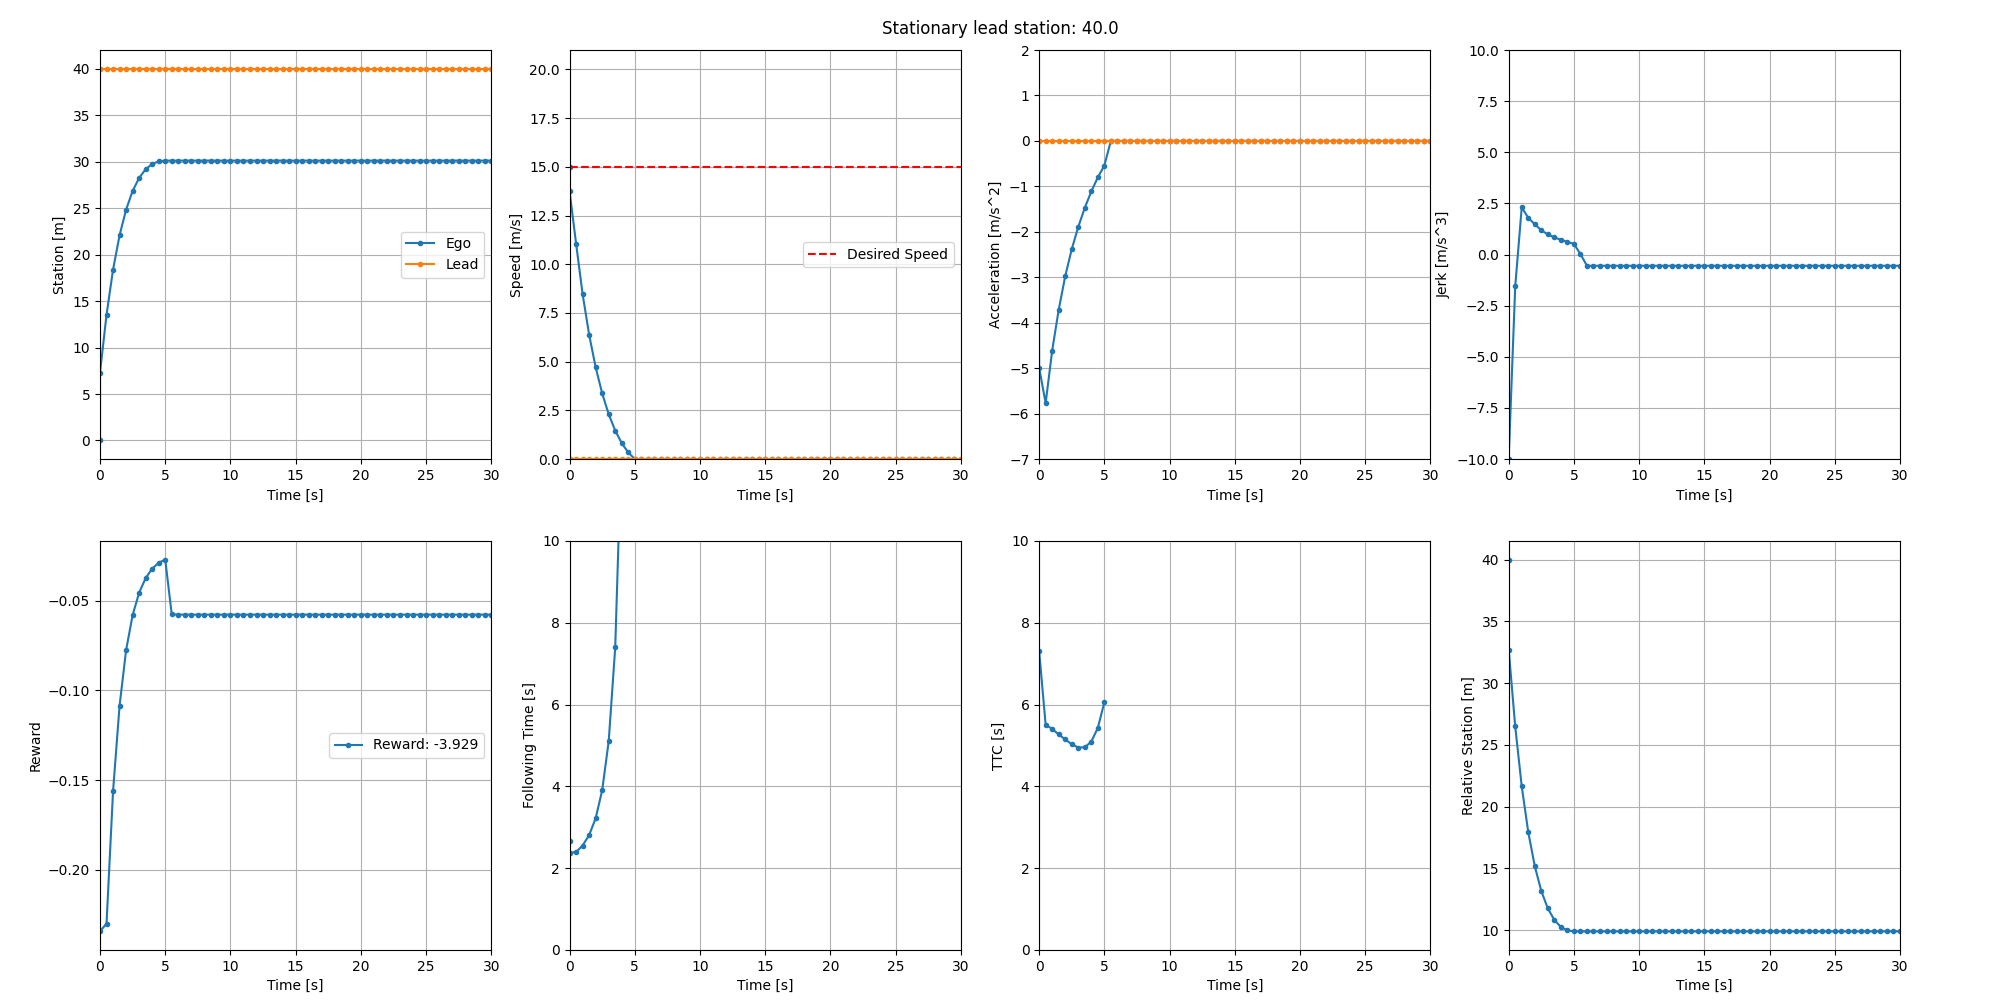 Stationary lead station: 40.0
40
35
30
25
20
15
10
5
0
Station [m]
Ego
Lead
0 5 10 15 20 25 30
Time [s]
20.0
17.5
15.0
12.5
10.0
7.5
5.0
2.5
0.0
Speed [m/s]
Desired Speed
0 5 10 15 20 25 30
Time [s]
2
1
0
−1
−2
−3
−4
−5
−6
−7
Acceleration [m/s^2]
0 5 10 15 20 25 30
Time [s]
10.0
7.5
5.0
2.5
0.0
−2.5
−5.0
−7.5
−10.0
Jerk [m/s^3]
0 5 10 15 20 25 30
Time [s]
−0.05
−0.10
−0.15
−0.20
Reward
Reward: -3.929
0 5 10 15 20 25 30
Time [s]
10
8
6
4
2
0
Following Time [s]
0 5 10 15 20 25 30
Time [s]
10
8
6
4
2
0
TTC [s]
0 5 10 15 20 25 30
Time [s]
40
35
30
25
20
15
10
Relative Station [m]
0 5 10 15 20 25 30
Time [s]